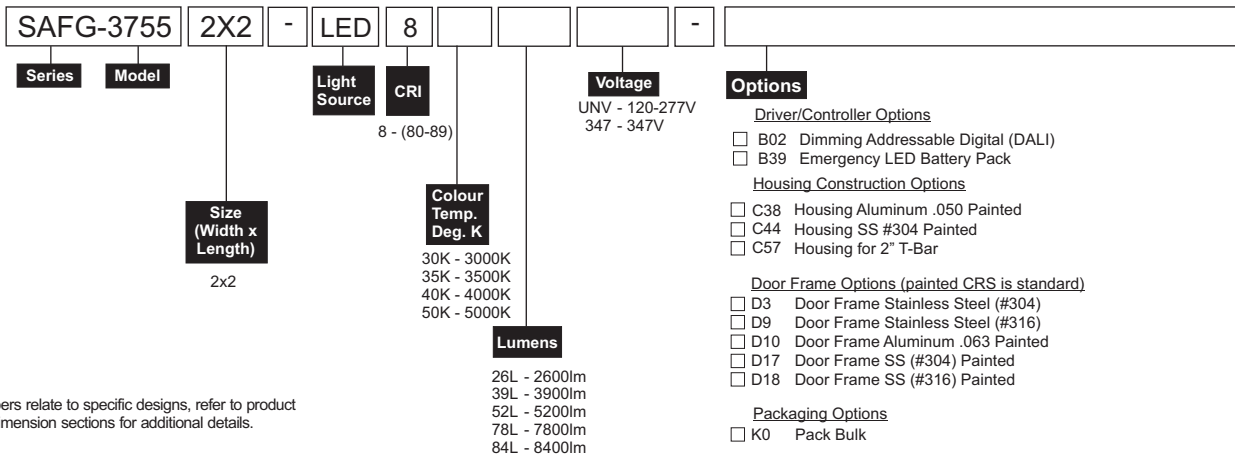 SAFG-3755 2X2 - LED 8 -
Series Model
Light Source
CRI
8 - (80-89)
Voltage
UNV - 120-277V
347 - 347V
Size
(Width x
Length)
2x2
Colour
Temp.
Deg. K
30K - 3000K
35K - 3500K
40K - 4000K
50K - 5000K
Lumens
26L - 2600lm
39L - 3900lm
52L - 5200lm
78L - 7800lm
84L - 8400lm
Options
Driver/Controller Options
B02 Dimming Addressable Digital (DALI)
B39 Emergency LED Battery Pack
Housing Construction Options
C38 Housing Aluminum .050 Painted
C44 Housing SS #304 Painted
C57 Housing for 2" T-Bar
Door Frame Options (painted CRS is standard)
D3 Door Frame Stainless Steel (#304)
D9 Door Frame Stainless Steel (#316)
D10 Door Frame Aluminum .063 Painted
D17 Door Frame SS (#304) Painted
D18 Door Frame SS (#316) Painted
Packaging Options
K0 Pack Bulk
relate to specific designs, refer to product
sections for additional details.